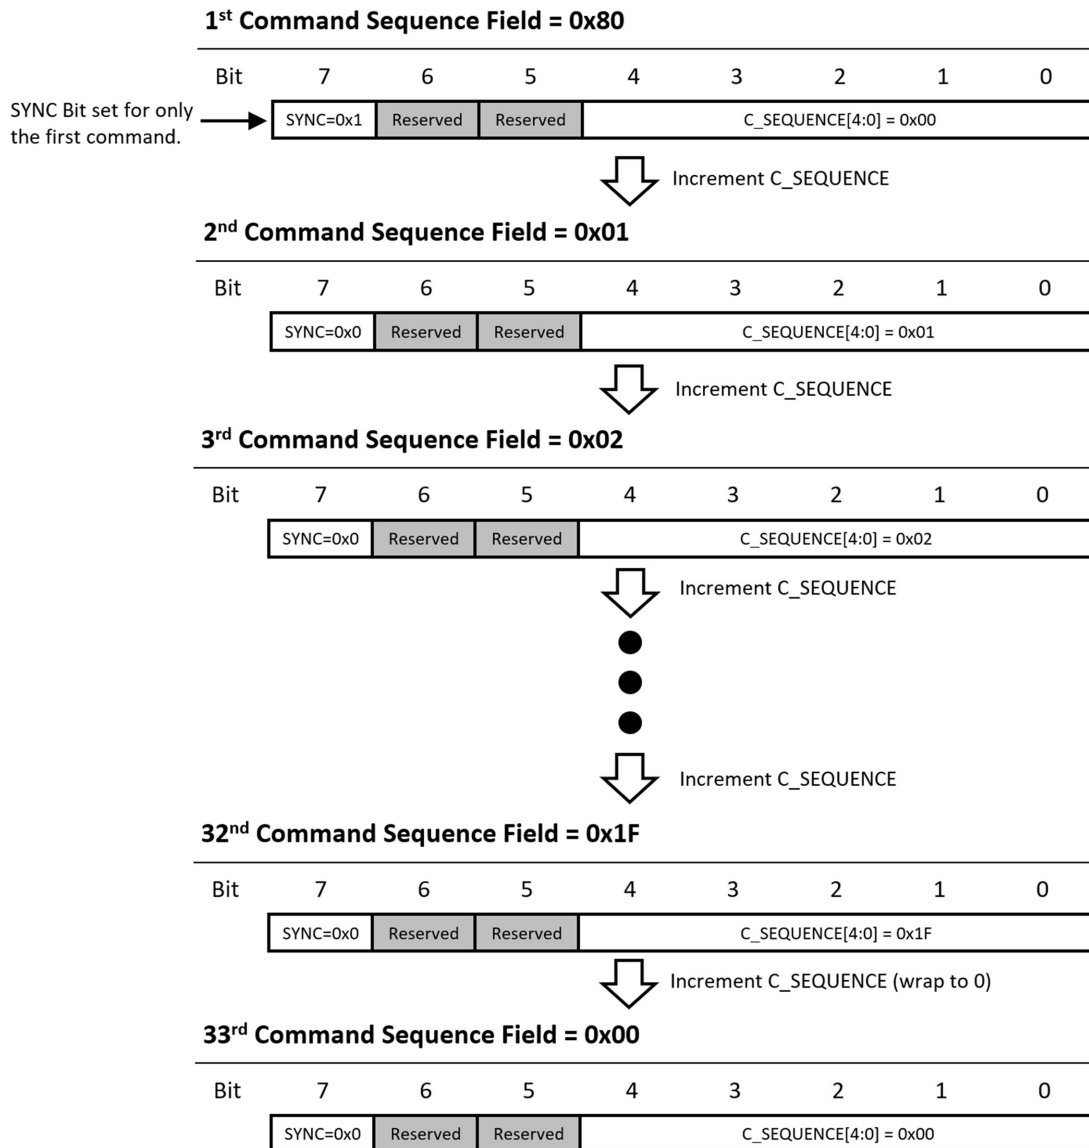 1st Command Sequence Field = 0x80
Bit 7 6 5 4 3 2 1 0
SYNC Bit set for only
the first command.
SYNC=0x1 Reserved Reserved C_SEQUENCE[4:0] = 0x00
Increment C_SEQUENCE
2nd Command Sequence Field = 0x01
Bit 7 6 5 4 3 2 1 0
SYNC=0x0 Reserved Reserved C_SEQUENCE[4:0] = 0x01
Increment C_SEQUENCE
3rd Command Sequence Field = 0x02
Bit 7 6 5 4 3 2 1 0
SYNC=0x0 Reserved Reserved C_SEQUENCE[4:0] = 0x02
Increment C_SEQUENCE
Increment C_SEQUENCE
32nd Command Sequence Field = 0x1F
Bit 7 6 5 4 3 2 1 0
SYNC=0x0 Reserved Reserved C_SEQUENCE[4:0] = 0x1F
Increment C_SEQUENCE (wrap to 0)
33rd Command Sequence Field = 0x00
Bit 7 6 5 4 3 2 1 0
SYNC=0x0 Reserved Reserved C_SEQUENCE[4:0] = 0x00